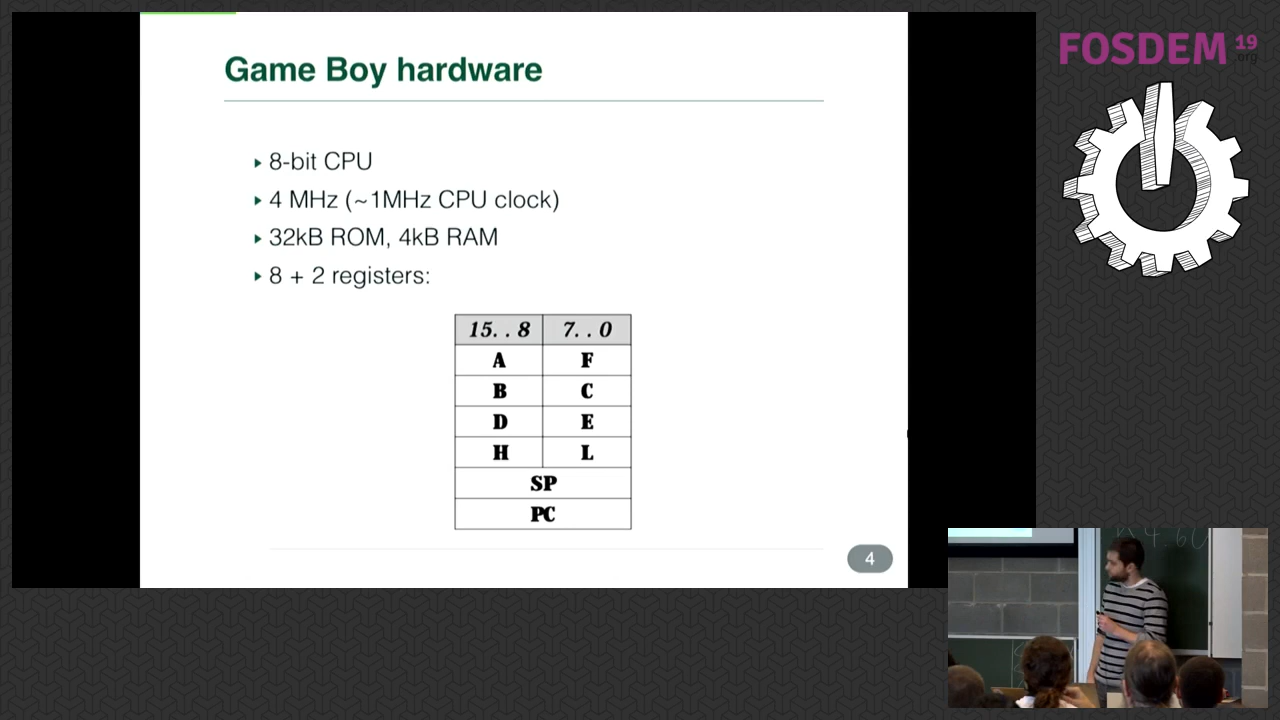 Game Boy hardware
8-bit CPU
4 MHz (~1MHz CPU clock)
32kB ROM, 4kB RAM
8 + 2 registers:
15. . 8 7. . 0
A F
B C
D E
H L
SP
PC
4
FOSDEM 19
.org